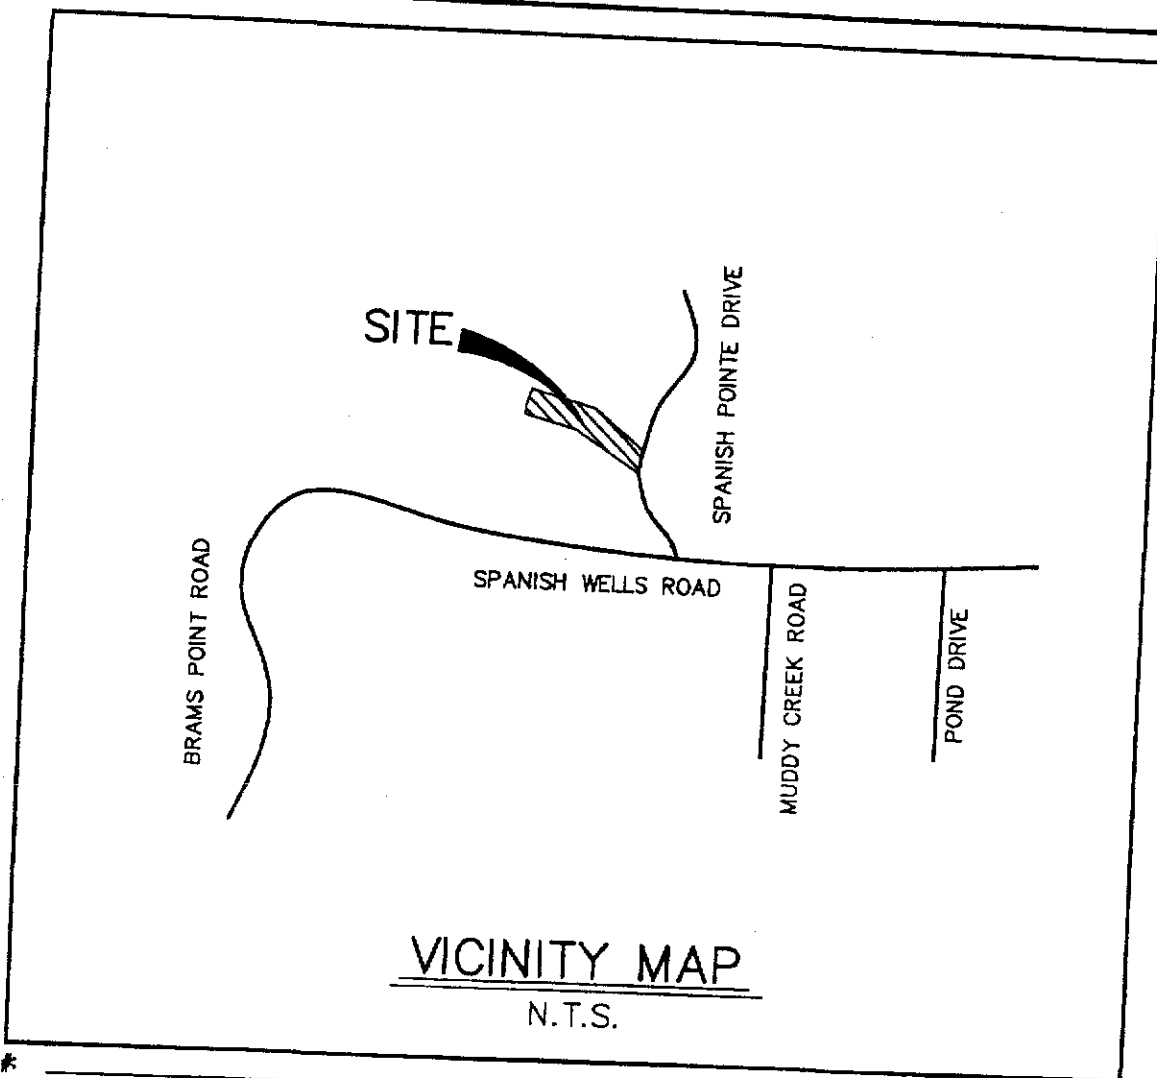 SITE
SPANISH POINTE DRIVE
BRAMS POINT ROAD
SPANISH WELLS ROAD
MUDDY CREEK ROAD
POND DRIVE
VICINITY MAP
N.T.S.
*